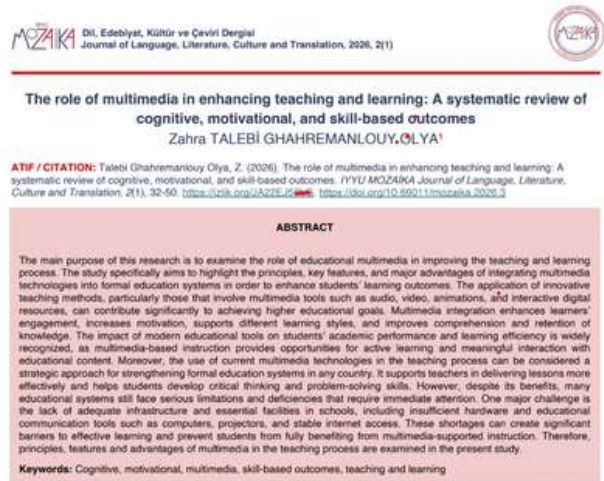 MOZAIKA
Dil, Edebiyat, Kültür ve Çeviri Dergisi
Journal of Language, Literature, Culture and Translation, 2026, 2(1)
The role of multimedia in enhancing teaching and learning: A systematic review of
cognitive, motivational, and skill-based outcomes
Zahra TALEBİ GHAHREMANLOUY OLYA¹
ATIF / CITATION: Talebi Ghahremanlouy Olya, Z. (2026). The role of multimedia in enhancing teaching and learning: A
systematic review of cognitive, motivational, and skill-based outcomes. IYYU MOZAİKA Journal of Language, Literature,
Culture and Translation, 2(1), 32-50. https://doi.org/10.66011/mozaika.2026.3
ABSTRACT
The main purpose of this research is to examine the role of educational multimedia in improving the teaching and learning
process. The study specifically aims to highlight the principles, key features, and major advantages of integrating multimedia
technologies into formal education systems in order to enhance students' learning outcomes. The application of innovative
teaching methods, particularly those that involve multimedia tools such as audio, video, animations, and interactive digital
resources, can contribute significantly to achieving higher educational goals. Multimedia integration enhances learners'
engagement, increases motivation, supports different learning styles, and improves comprehension and retention of
knowledge. The impact of modern educational tools on students' academic performance and learning efficiency is widely
recognized, as multimedia-based instruction provides opportunities for active learning and meaningful interaction with
educational content. Moreover, the use of current multimedia technologies in the teaching process can be considered a
strategic approach for strengthening formal education systems in any country. It supports teachers in delivering lessons more
effectively and helps students develop critical thinking and problem-solving skills. However, despite its benefits, many
educational systems still face serious limitations and deficiencies that require immediate attention. One major challenge is
the lack of adequate infrastructure and essential facilities in schools, including insufficient hardware and educational
communication tools such as computers, projectors, and stable internet access. These shortages can create significant
barriers to effective learning and prevent students from fully benefiting from multimedia-supported instruction. Therefore,
principles, features and advantages of multimedia in the teaching process are examined in the present study.
Keywords: Cognitive, motivational, multimedia, skill-based outcomes, teaching and learning